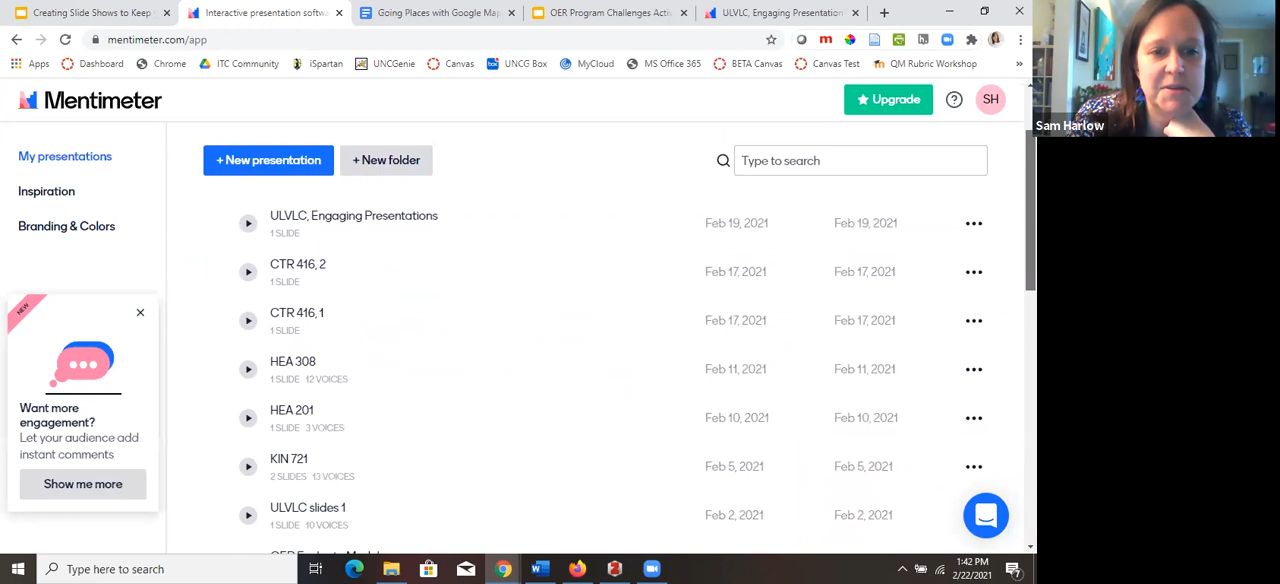 Creating Slide Shows to Keep
Interactive presentation softwa
Going Places with Google Map
OER Program Challenges Acti
ULVLC, Engaging Presentation
mentimeter.com/app
Apps
Dashboard
Chrome
ITC Community
iSpartan
UNCGenie
Canvas
UNCG Box
MyCloud
MS Office 365
BETA Canvas
Canvas Test
QM Rubric Workshop
»
Mentimeter
Upgrade
SH
Sam Harlow
My presentations
Inspiration
Branding & Colors
+ New presentation
+ New folder
Type to search
ULVLC, Engaging Presentations
Feb 19, 2021
Feb 19, 2021
1 SLIDE
CTR 416, 2
Feb 17, 2021
Feb 17, 2021
1 SLIDE
CTR 416, 1
Feb 17, 2021
Feb 17, 2021
1 SLIDE
HEA 308
Feb 11, 2021
Feb 11, 2021
1 SLIDE 12 VOICES
HEA 201
Feb 10, 2021
Feb 10, 2021
1 SLIDE 3 VOICES
KIN 721
Feb 5, 2021
Feb 5, 2021
2 SLIDES 13 VOICES
ULVLC slides 1
Feb 2, 2021
Feb 2, 2021
1 SLIDE 10 VOICES
NEW
Want more
engagement?
Let your audience add
instant comments
Show me more
Type here to search
1:42 PM
2/22/2021